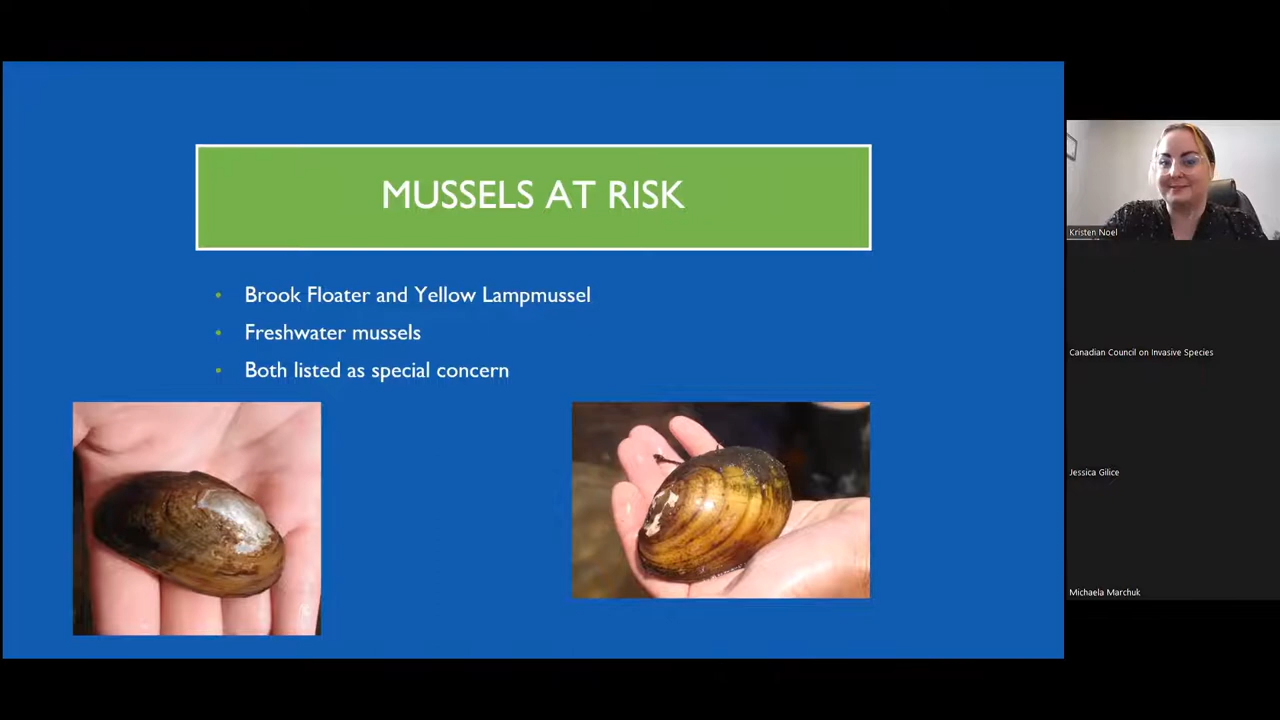 MUSSELS AT RISK
• Brook Floater and Yellow Lampmussel
• Freshwater mussels
• Both listed as special concern
Kristen Noel
Canadian Council on Invasive Species
Jessica Gilice
Michaela Marchuk